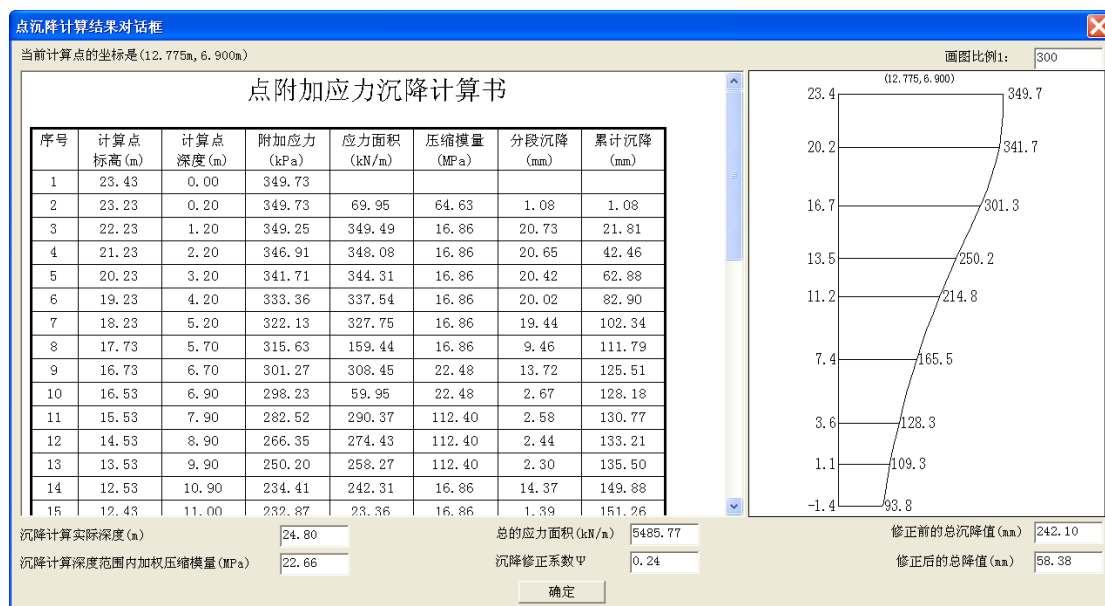 点沉降计算结果对话框
当前计算点的坐标是(12.775m,6.900m)
画图比例1: 300
点附加应力沉降计算书
序号 计算点标高(m) 计算点深度(m) 附加应力(kPa) 应力面积(kN/m) 压缩模量(MPa) 分段沉降(mm) 累计沉降(mm)
1 23.43 0.00 349.73
2 23.23 0.20 349.73 69.95 64.63 1.08 1.08
3 22.23 1.20 349.25 349.49 16.86 20.73 21.81
4 21.23 2.20 346.91 348.08 16.86 20.65 42.46
5 20.23 3.20 341.71 344.31 16.86 20.42 62.88
6 19.23 4.20 333.36 337.54 16.86 20.02 82.90
7 18.23 5.20 322.13 327.75 16.86 19.44 102.34
8 17.73 5.70 315.63 159.44 16.86 9.46 111.79
9 16.73 6.70 301.27 308.45 22.48 13.72 125.51
10 16.53 6.90 298.23 59.95 22.48 2.67 128.18
11 15.53 7.90 282.52 290.37 112.40 2.58 130.77
12 14.53 8.90 266.35 274.43 112.40 2.44 133.21
13 13.53 9.90 250.20 258.27 112.40 2.30 135.50
14 12.53 10.90 234.41 242.31 16.86 14.37 149.88
15 12.43 11.00 232.87 23.36 16.86 1.39 151.26
(12.775,6.900)
23.4 349.7
20.2 341.7
16.7 301.3
13.5 250.2
11.2 214.8
7.4 165.5
3.6 128.3
1.1 109.3
-1.4 93.8
沉降计算实际深度(m) 24.80 总的应力面积(kN/m) 5485.77 修正前的总沉降值(mm) 242.10
沉降计算深度范围内加权压缩模量(MPa) 22.66 沉降修正系数Ψ 0.24 修正后的总降值(mm) 58.38
确定